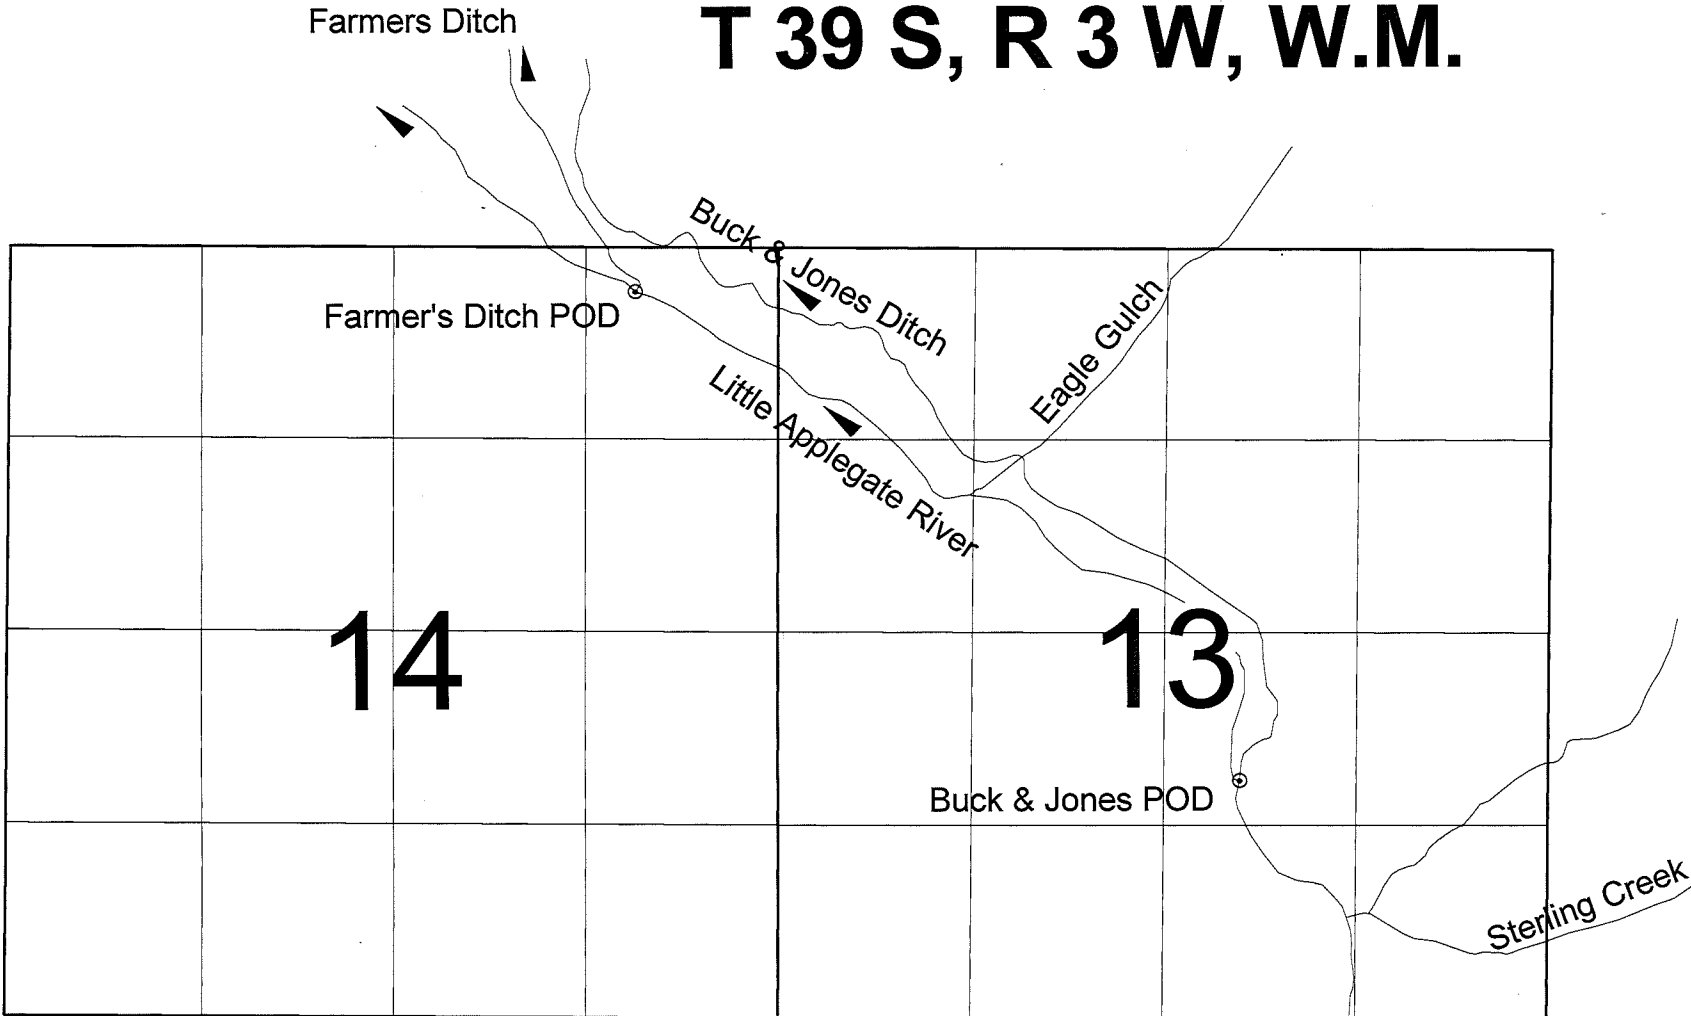 Farmers Ditch
T 39 S, R 3 W, W.M.
Buck & Jones Ditch
Farmer's Ditch POD
Eagle Gulch
Little Applegate River
14
13
Buck & Jones POD
Sterling Creek